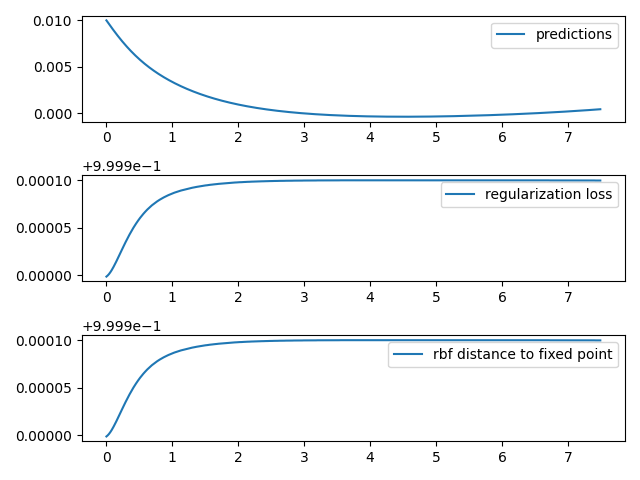 0.010
0.005
0.000
predictions
0 1 2 3 4 5 6 7
+9.999e−1
0.00010
0.00005
0.00000
regularization loss
0 1 2 3 4 5 6 7
+9.999e−1
0.00010
0.00005
0.00000
rbf distance to fixed point
0 1 2 3 4 5 6 7